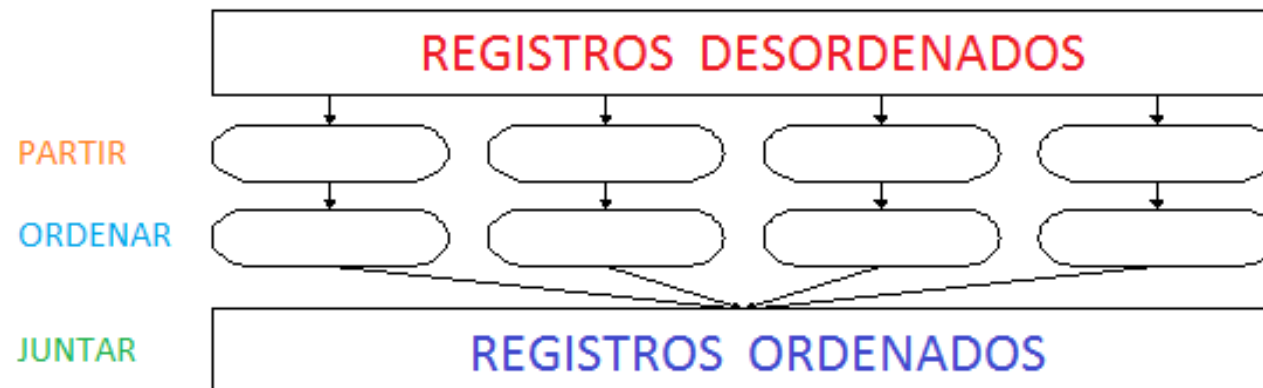 REGISTROS DESORDENADOS
PARTIR
ORDENAR
JUNTAR
REGISTROS ORDENADOS